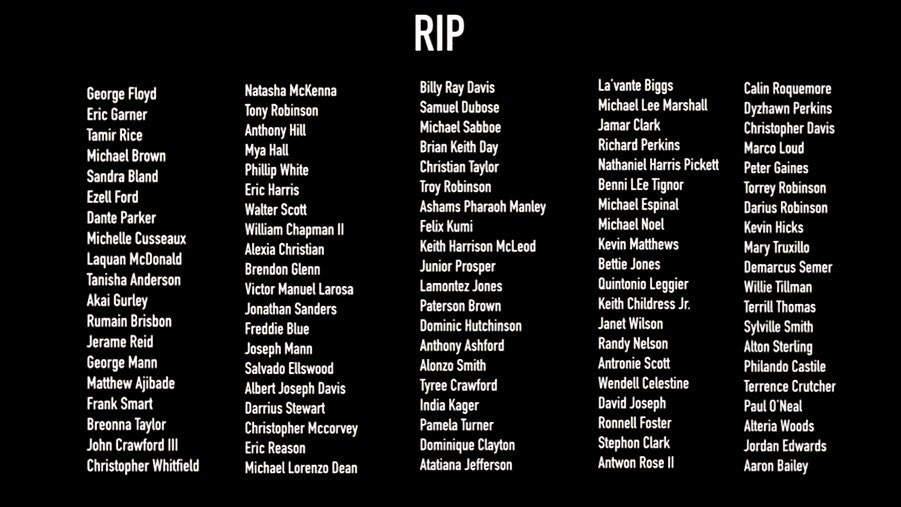 RIP
George Floyd
Eric Garner
Tamir Rice
Michael Brown
Sandra Bland
Ezell Ford
Dante Parker
Michelle Cusseaux
Laquan McDonald
Tanisha Anderson
Akai Gurley
Rumain Brisbon
Jerame Reid
George Mann
Matthew Ajibade
Frank Smart
Breonna Taylor
John Crawford III
Christopher Whitfield
Natasha McKenna
Tony Robinson
Anthony Hill
Mya Hall
Phillip White
Eric Harris
Walter Scott
William Chapman II
Alexia Christian
Brendon Glenn
Victor Manuel Larosa
Jonathan Sanders
Freddie Blue
Joseph Mann
Salvado Ellswood
Albert Joseph Davis
Darrius Stewart
Christopher Mccorvey
Eric Reason
Michael Lorenzo Dean
Billy Ray Davis
Samuel Dubose
Michael Sabboe
Brian Keith Day
Christian Taylor
Troy Robinson
Ashams Pharaoh Manley
Felix Kumi
Keith Harrison McLeod
Junior Prosper
Lamontez Jones
Paterson Brown
Dominic Hutchinson
Anthony Ashford
Alonzo Smith
Tyree Crawford
India Kager
Pamela Turner
Dominique Clayton
Atatiana Jefferson
La'vante Biggs
Michael Lee Marshall
Jamar Clark
Richard Perkins
Nathaniel Harris Pickett
Benni LEe Tignor
Michael Espinal
Michael Noel
Kevin Matthews
Bettie Jones
Quintonio Leggier
Keith Childress Jr.
Janet Wilson
Randy Nelson
Antronie Scott
Wendell Celestine
David Joseph
Ronnell Foster
Stephon Clark
Antwon Rose II
Calin Roquemore
Dyzhawn Perkins
Christopher Davis
Marco Loud
Peter Gaines
Torrey Robinson
Darius Robinson
Kevin Hicks
Mary Truxillo
Demarcus Semer
Willie Tillman
Terrill Thomas
Sylville Smith
Alton Sterling
Philando Castile
Terrence Crutcher
Paul O'Neal
Alteria Woods
Jordan Edwards
Aaron Bailey